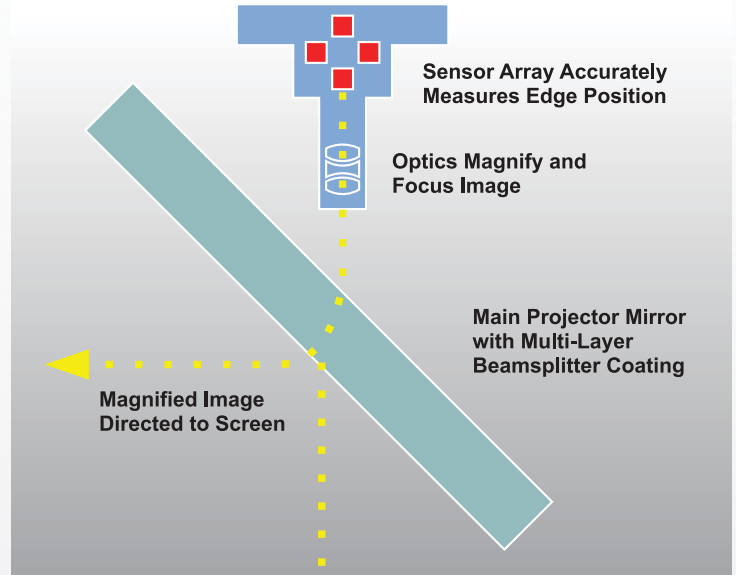 Sensor Array Accurately
Measures Edge Position
Optics Magnify and
Focus Image
Main Projector Mirror
with Multi-Layer
Beamsplitter Coating
Magnified Image
Directed to Screen